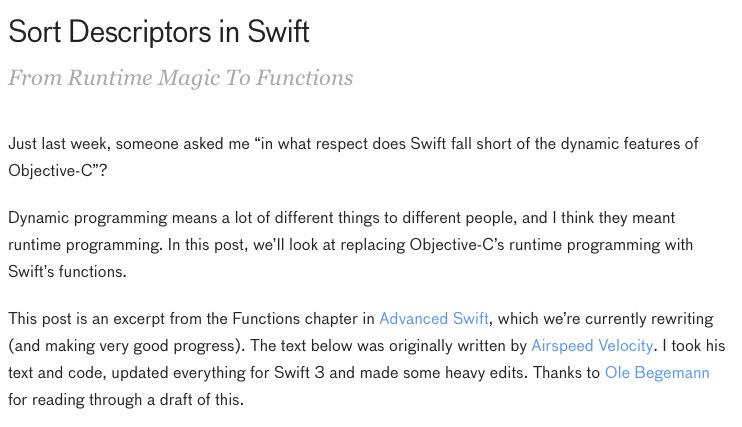 Sort Descriptors in Swift
From Runtime Magic To Functions
Just last week, someone asked me “in what respect does Swift fall short of the dynamic features of
Objective-C”?
Dynamic programming means a lot of different things to different people, and I think they meant
runtime programming. In this post, we’ll look at replacing Objective-C’s runtime programming with
Swift’s functions.
This post is an excerpt from the Functions chapter in Advanced Swift, which we’re currently rewriting
(and making very good progress). The text below was originally written by Airspeed Velocity. I took his
text and code, updated everything for Swift 3 and made some heavy edits. Thanks to Ole Begemann
for reading through a draft of this.